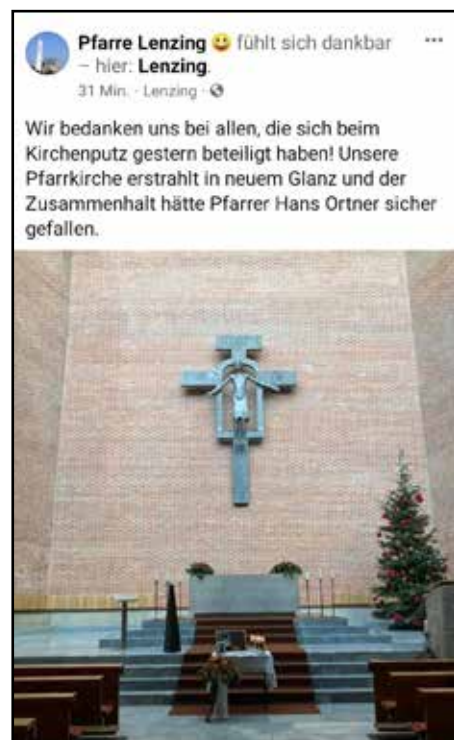 Pfarre Lenzing 😀 fühlt sich dankbar
– hier: Lenzing.
31 Min. · Lenzing ·
Wir bedanken uns bei allen, die sich beim
Kirchenputz gestern beteiligt haben! Unsere
Pfarrkirche erstrahlt in neuem Glanz und der
Zusammenhalt hätte Pfarrer Hans Ortner sicher
gefallen.